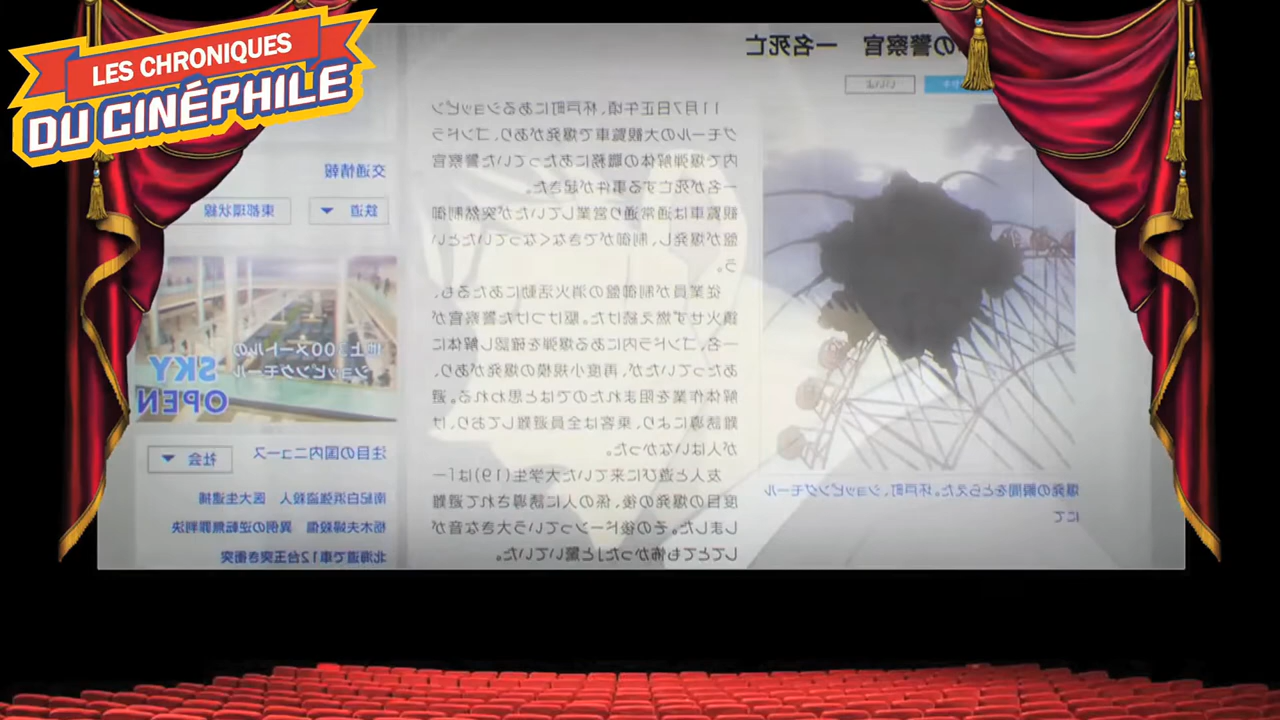 LES CHRONIQUES
DU CINÉPHILE
の警察官 一名死亡
いいね
11月7日正午頃、杯戸町にあるショッピン
グモールの大観覧車で爆発があり、ゴンドラ
内で爆弾解体の職務にあたっていた警察官
一名が死亡する事件が起きた。
観覧車は通常通り営業していたが突然制御
盤が爆発し、制御ができなくなっていたとい
う。
従業員が制御盤の消火活動にあたるも、
鎮火せず燃え続けた。駆けつけた警察官が
一名、ゴンドラ内にある爆弾を確認し解体に
あたっていたが、再度小規模の爆発があり、
解体作業を阻まれたのではと思われる。避
難誘導により、乗客は全員避難しており、け
が人はいなかった。
友人と遊びに来ていた大学生(19)は「一
度目の爆発の後、係の人に誘導されて避難
しました。その後ドーンっていう大きな音が
してとても怖かった」と驚いていた。
爆発の瞬間をとらえた。杯戸町、ショッピングモール
にて
交通情報
鉄道
東都環状線
地上300メートルの
ショッピングモール
SKY
OPEN
注目の国内ニュース
社会
南紀白浜強盗殺人 医大生逮捕
栃木夫婦殺傷 異例の逆転無罪判決
北海道で車12台玉突き衝突